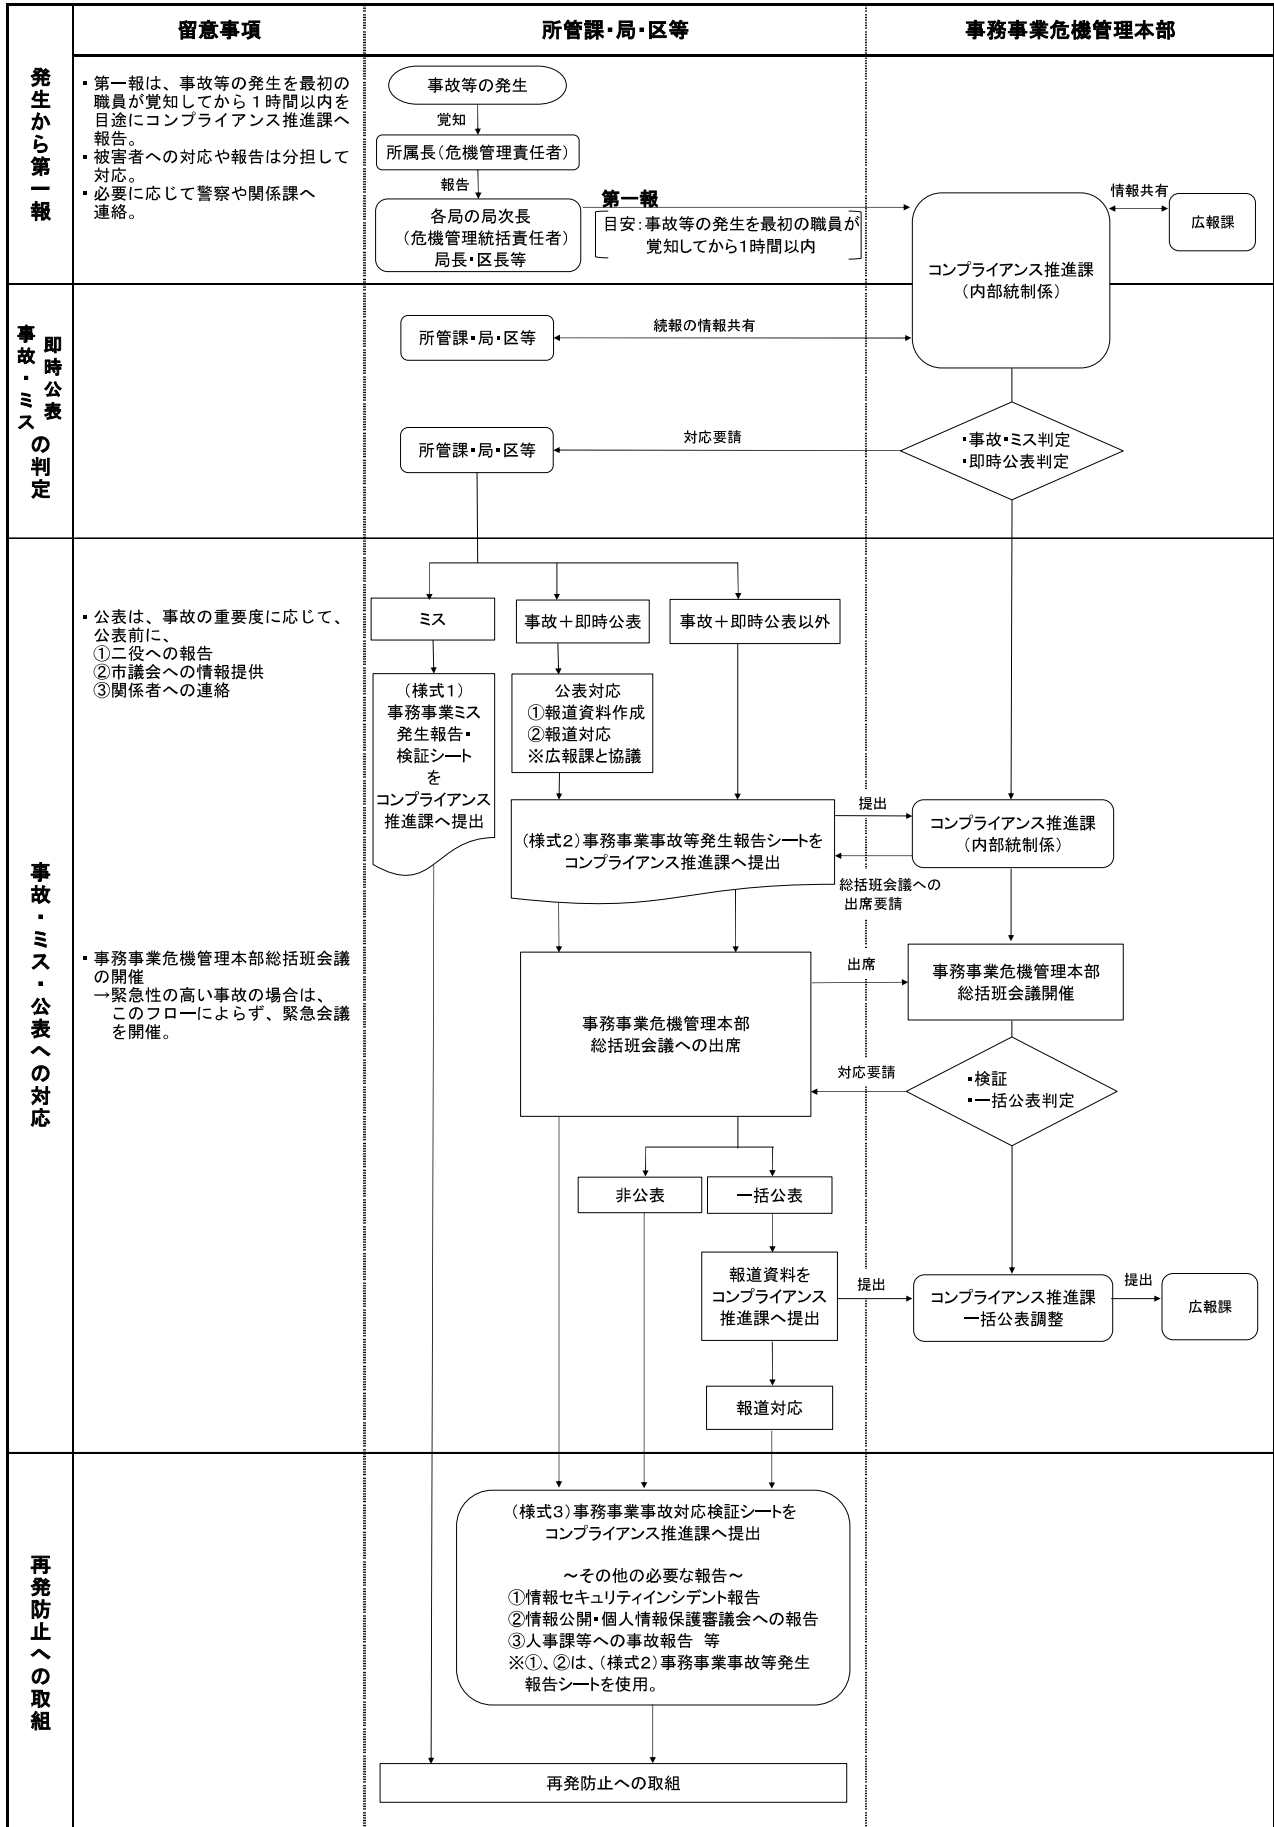 留意事項
所管課・局・区等
事務事業危機管理本部
発生から第一報
▪ 第一報は、事故等の発生を最初の
職員が覚知してから１時間以内を
目途にコンプライアンス推進課へ
報告。
▪ 被害者への対応や報告は分担して
対応。
▪ 必要に応じて警察や関係課へ
連絡。
事故等の発生
覚知
所属長（危機管理責任者）
報告
各局の局次長
（危機管理統括責任者）
局長・区長等
第一報
目安：事故等の発生を最初の職員が
覚知してから1時間以内
コンプライアンス推進課
（内部統制係）
情報共有
広報課
事故・ミス
即時公表
の判定
所管課・局・区等
続報の情報共有
所管課・局・区等
対応要請
・事故・ミス判定
・即時公表判定
事故・ミス・公表への対応
▪ 公表は、事故の重要度に応じて、
公表前に、
①二役への報告
②市議会への情報提供
③関係者への連絡
▪ 事務事業危機管理本部総括班会議
の開催
→緊急性の高い事故の場合は、
このフローによらず、緊急会議
を開催。
ミス
事故＋即時公表
事故＋即時公表以外
（様式１）
事務事業ミス
発生報告・
検証シート
を
コンプライアンス
推進課へ提出
公表対応
①報道資料作成
②報道対応
※広報課と協議
（様式２）事務事業事故等発生報告シートを
コンプライアンス推進課へ提出
提出
コンプライアンス推進課
（内部統制係）
総括班会議への
出席要請
事務事業危機管理本部
総括班会議への出席
出席
事務事業危機管理本部
総括班会議開催
対応要請
・検証
・一括公表判定
非公表
一括公表
報道資料を
コンプライアンス
推進課へ提出
提出
コンプライアンス推進課
一括公表調整
提出
広報課
報道対応
再発防止への取組
（様式３）事務事業事故対応検証シートを
コンプライアンス推進課へ提出
～その他の必要な報告～
①情報セキュリティインシデント報告
②情報公開・個人情報保護審議会への報告
③人事課等への事故報告　等
※①、②は、（様式２）事務事業事故等発生
報告シートを使用。
再発防止への取組